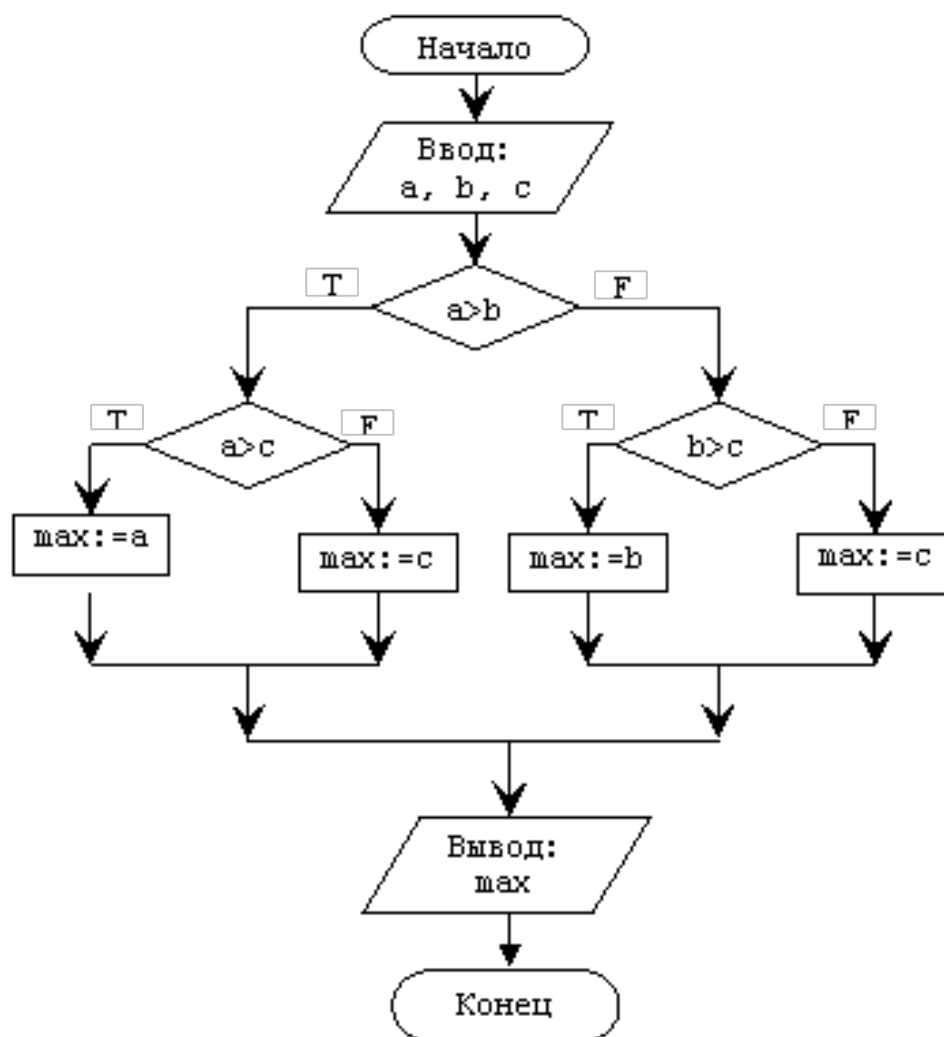 Начало
Ввод:
a, b, c
T
F
a>b
T
F
T
F
a>c
b>c
max:=a
max:=c
max:=b
max:=c
Вывод:
max
Конец